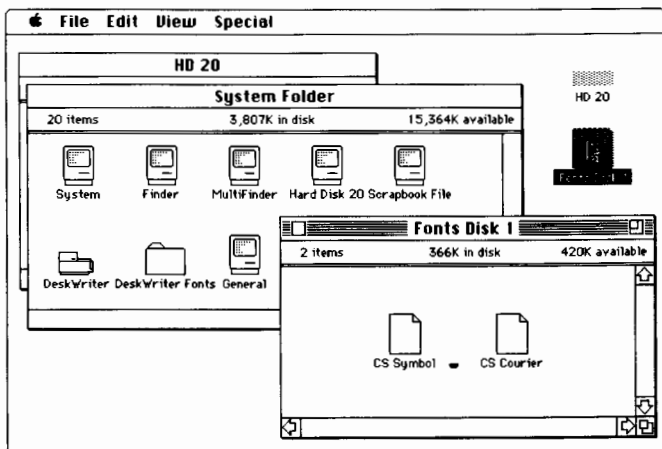 File Edit View Special
HD 20
System Folder
20 items 3,807K in disk 15,364K available
System Finder MultiFinder Hard Disk 20 Scrapbook File
DeskWriter DeskWriter Fonts General
HD 20
Fonts Disk 1
2 items 366K in disk 420K available
CS Symbol CS Courier